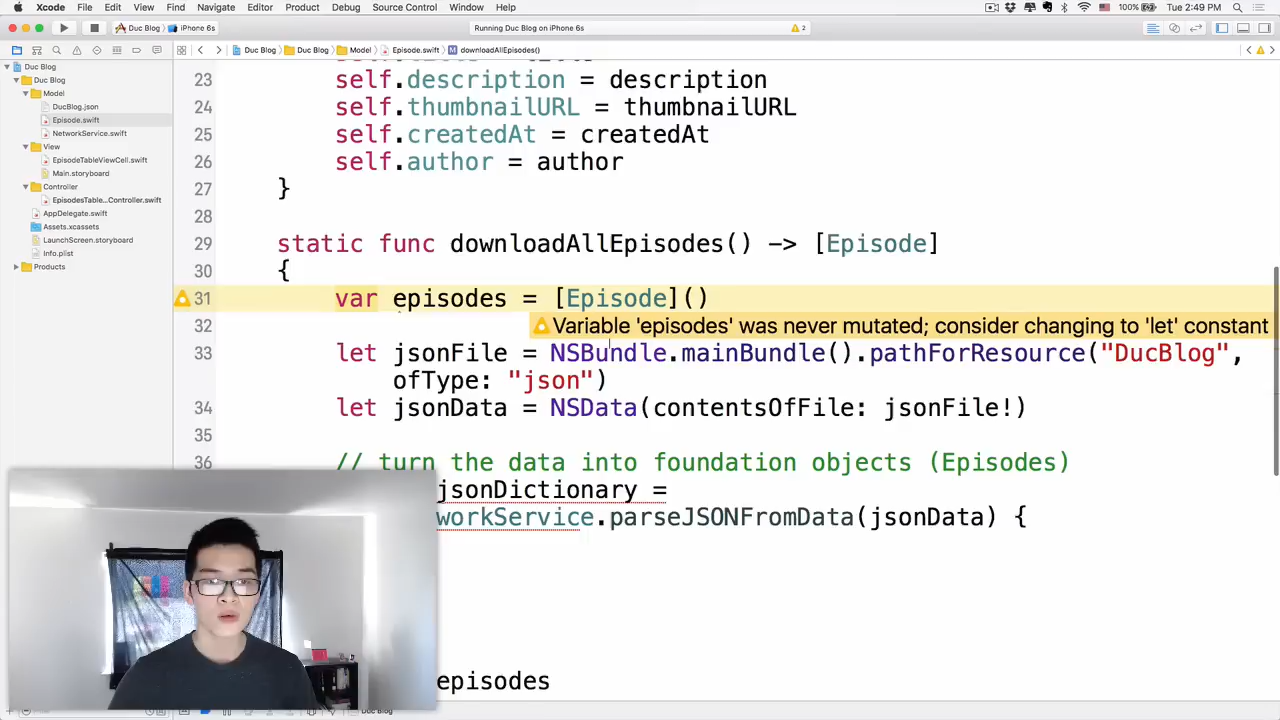 Xcode File Edit View Find Navigate Editor Product Debug Source Control Window Help 100% Tue 2:49 PM
Duc Blog iPhone 6s Running Duc Blog on iPhone 6s 2
Duc Blog Duc Blog Model Episode.swift M downloadAllEpisodes()
Duc Blog
Duc Blog
Model
DucBlog.json
Episode.swift
NetworkService.swift
View
EpisodeTableViewCell.swift
Main.storyboard
Controller
EpisodesTable...Controller.swift
AppDelegate.swift
Assets.xcassets
LaunchScreen.storyboard
Info.plist
Products
23 self.description = description
24 self.thumbnailURL = thumbnailURL
25 self.createdAt = createdAt
26 self.author = author
27 }
28
29 static func downloadAllEpisodes() -> [Episode]
30 {
31 var episodes = [Episode]()
32 Variable 'episodes' was never mutated; consider changing to 'let' constant
33 let jsonFile = NSBundle.mainBundle().pathForResource("DucBlog",
ofType: "json")
34 let jsonData = NSData(contentsOfFile: jsonFile!)
35
36 // turn the data into foundation objects (Episodes)
jsonDictionary =
workService.parseJSONFromData(jsonData) {
episodes
Duc Blog